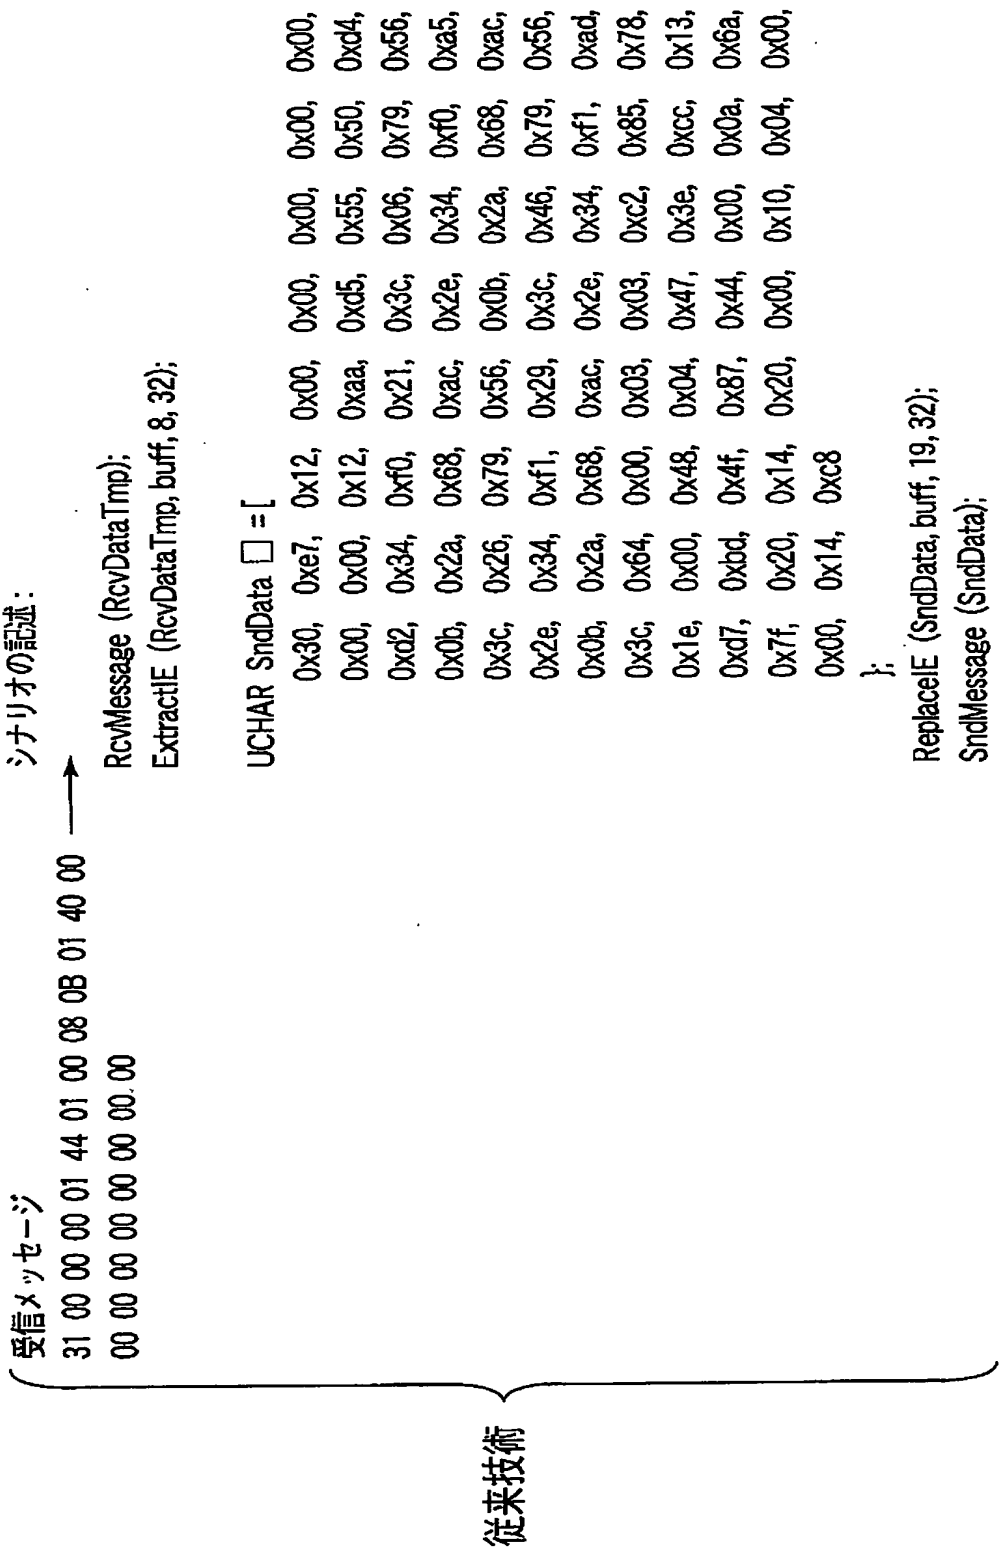 従来技術
受信メッセージ
31 00 00 00 01 44 01 00 08 0B 01 40 00
00 00 00 00 00 00 00 00
シナリオの記述:
RcvMessage (RcvDataTmp);
ExtractIE (RcvDataTmp, buff, 8, 32);
UCHAR SndData □ = [
0x30, 0xe7, 0x12, 0x00, 0x00, 0x00, 0x00, 0x00,
0x00, 0x00, 0x12, 0xaa, 0xd5, 0x55, 0x50, 0xd4,
0xd2, 0x34, 0xf0, 0x21, 0x3c, 0x06, 0x79, 0x56,
0x0b, 0x2a, 0x68, 0xac, 0x2e, 0x34, 0xf0, 0xa5,
0x3c, 0x26, 0x79, 0x56, 0x0b, 0x2a, 0x68, 0xac,
0x2e, 0x34, 0xf1, 0x29, 0x3c, 0x46, 0x79, 0x56,
0x0b, 0x2a, 0x68, 0xac, 0x2e, 0x34, 0xf1, 0xad,
0x3c, 0x64, 0x00, 0x03, 0x03, 0xc2, 0x85, 0x78,
0x1e, 0x00, 0x48, 0x04, 0x47, 0x3e, 0xcc, 0x13,
0xd7, 0xbd, 0x4f, 0x87, 0x44, 0x00, 0x0a, 0x6a,
0x7f, 0x20, 0x14, 0x20, 0x00, 0x10, 0x04, 0x00,
0x00, 0x14, 0xc8
};
ReplaceIE (SndData, buff, 19, 32);
SndMessage (SndData);